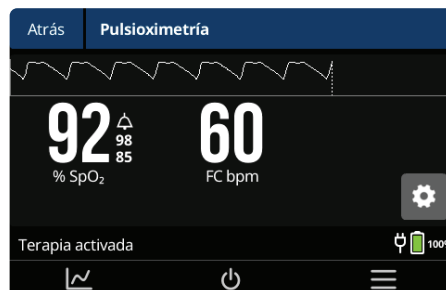 Atrás Pulsioximetría
92 98 60
85
% SpO₂ FC bpm
Terapia activada 100%